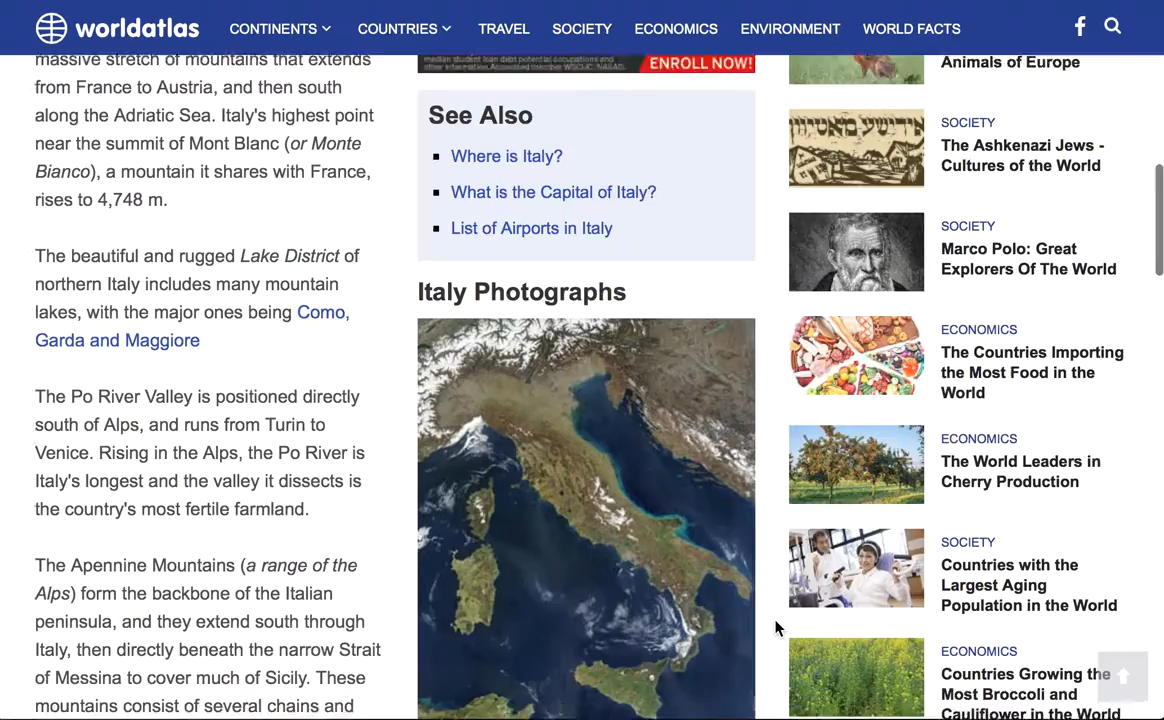 worldatlas
CONTINENTS
COUNTRIES
TRAVEL
SOCIETY
ECONOMICS
ENVIRONMENT
WORLD FACTS
massive stretch of mountains that extends
from France to Austria, and then south
along the Adriatic Sea. Italy's highest point
near the summit of Mont Blanc (or Monte
Bianco), a mountain it shares with France,
rises to 4,748 m.
The beautiful and rugged Lake District of
northern Italy includes many mountain
lakes, with the major ones being Como,
Garda and Maggiore
The Po River Valley is positioned directly
south of Alps, and runs from Turin to
Venice. Rising in the Alps, the Po River is
Italy's longest and the valley it dissects is
the country's most fertile farmland.
The Apennine Mountains (a range of the
Alps) form the backbone of the Italian
peninsula, and they extend south through
Italy, then directly beneath the narrow Strait
of Messina to cover much of Sicily. These
mountains consist of several chains and
median student loan debt potential occupations and
ENROLL NOW!
See Also
Where is Italy?
What is the Capital of Italy?
List of Airports in Italy
Italy Photographs
Animals of Europe
SOCIETY
The Ashkenazi Jews -
Cultures of the World
SOCIETY
Marco Polo: Great
Explorers Of The World
ECONOMICS
The Countries Importing
the Most Food in the
World
ECONOMICS
The World Leaders in
Cherry Production
SOCIETY
Countries with the
Largest Aging
Population in the World
ECONOMICS
Countries Growing the
Most Broccoli and
Cauliflower in the World